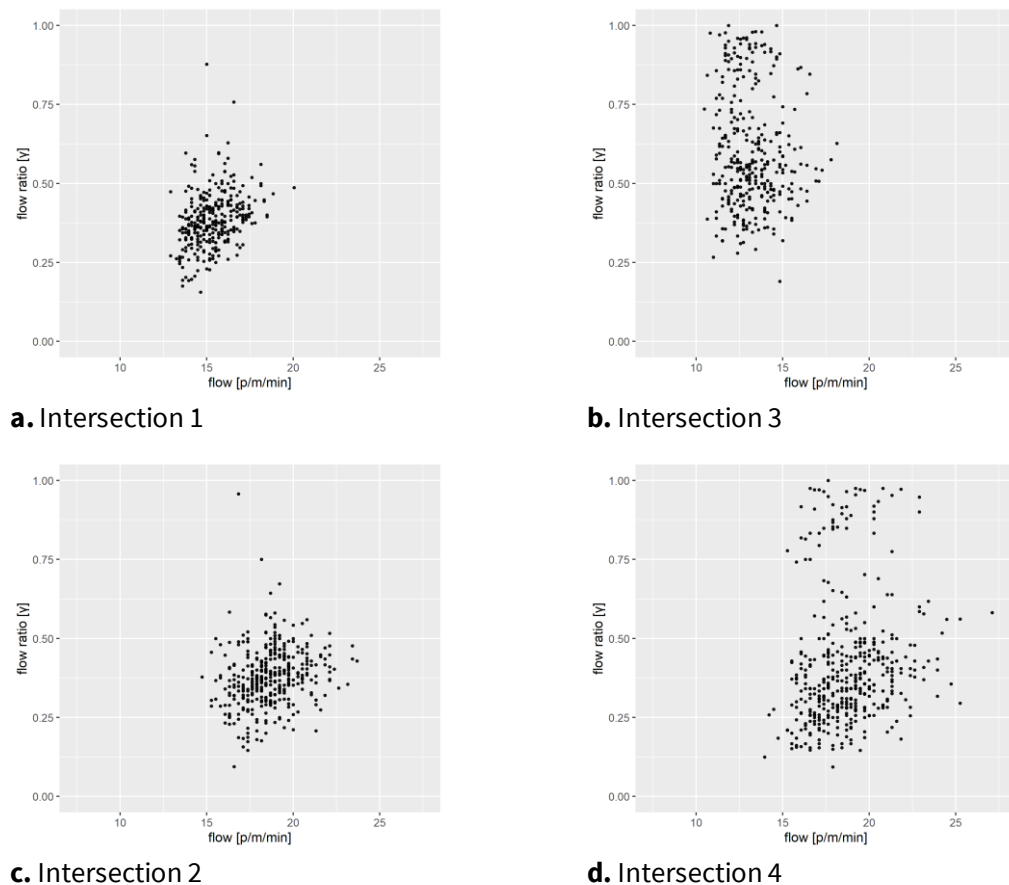 1.00
0.75
0.50
0.25
0.00
flow ratio [γ]
10 15 20 25
flow [p/m/min]
a. Intersection 1
1.00
0.75
0.50
0.25
0.00
flow ratio [γ]
10 15 20 25
flow [p/m/min]
b. Intersection 3
1.00
0.75
0.50
0.25
0.00
flow ratio [γ]
10 15 20 25
flow [p/m/min]
c. Intersection 2
1.00
0.75
0.50
0.25
0.00
flow ratio [γ]
10 15 20 25
flow [p/m/min]
d. Intersection 4